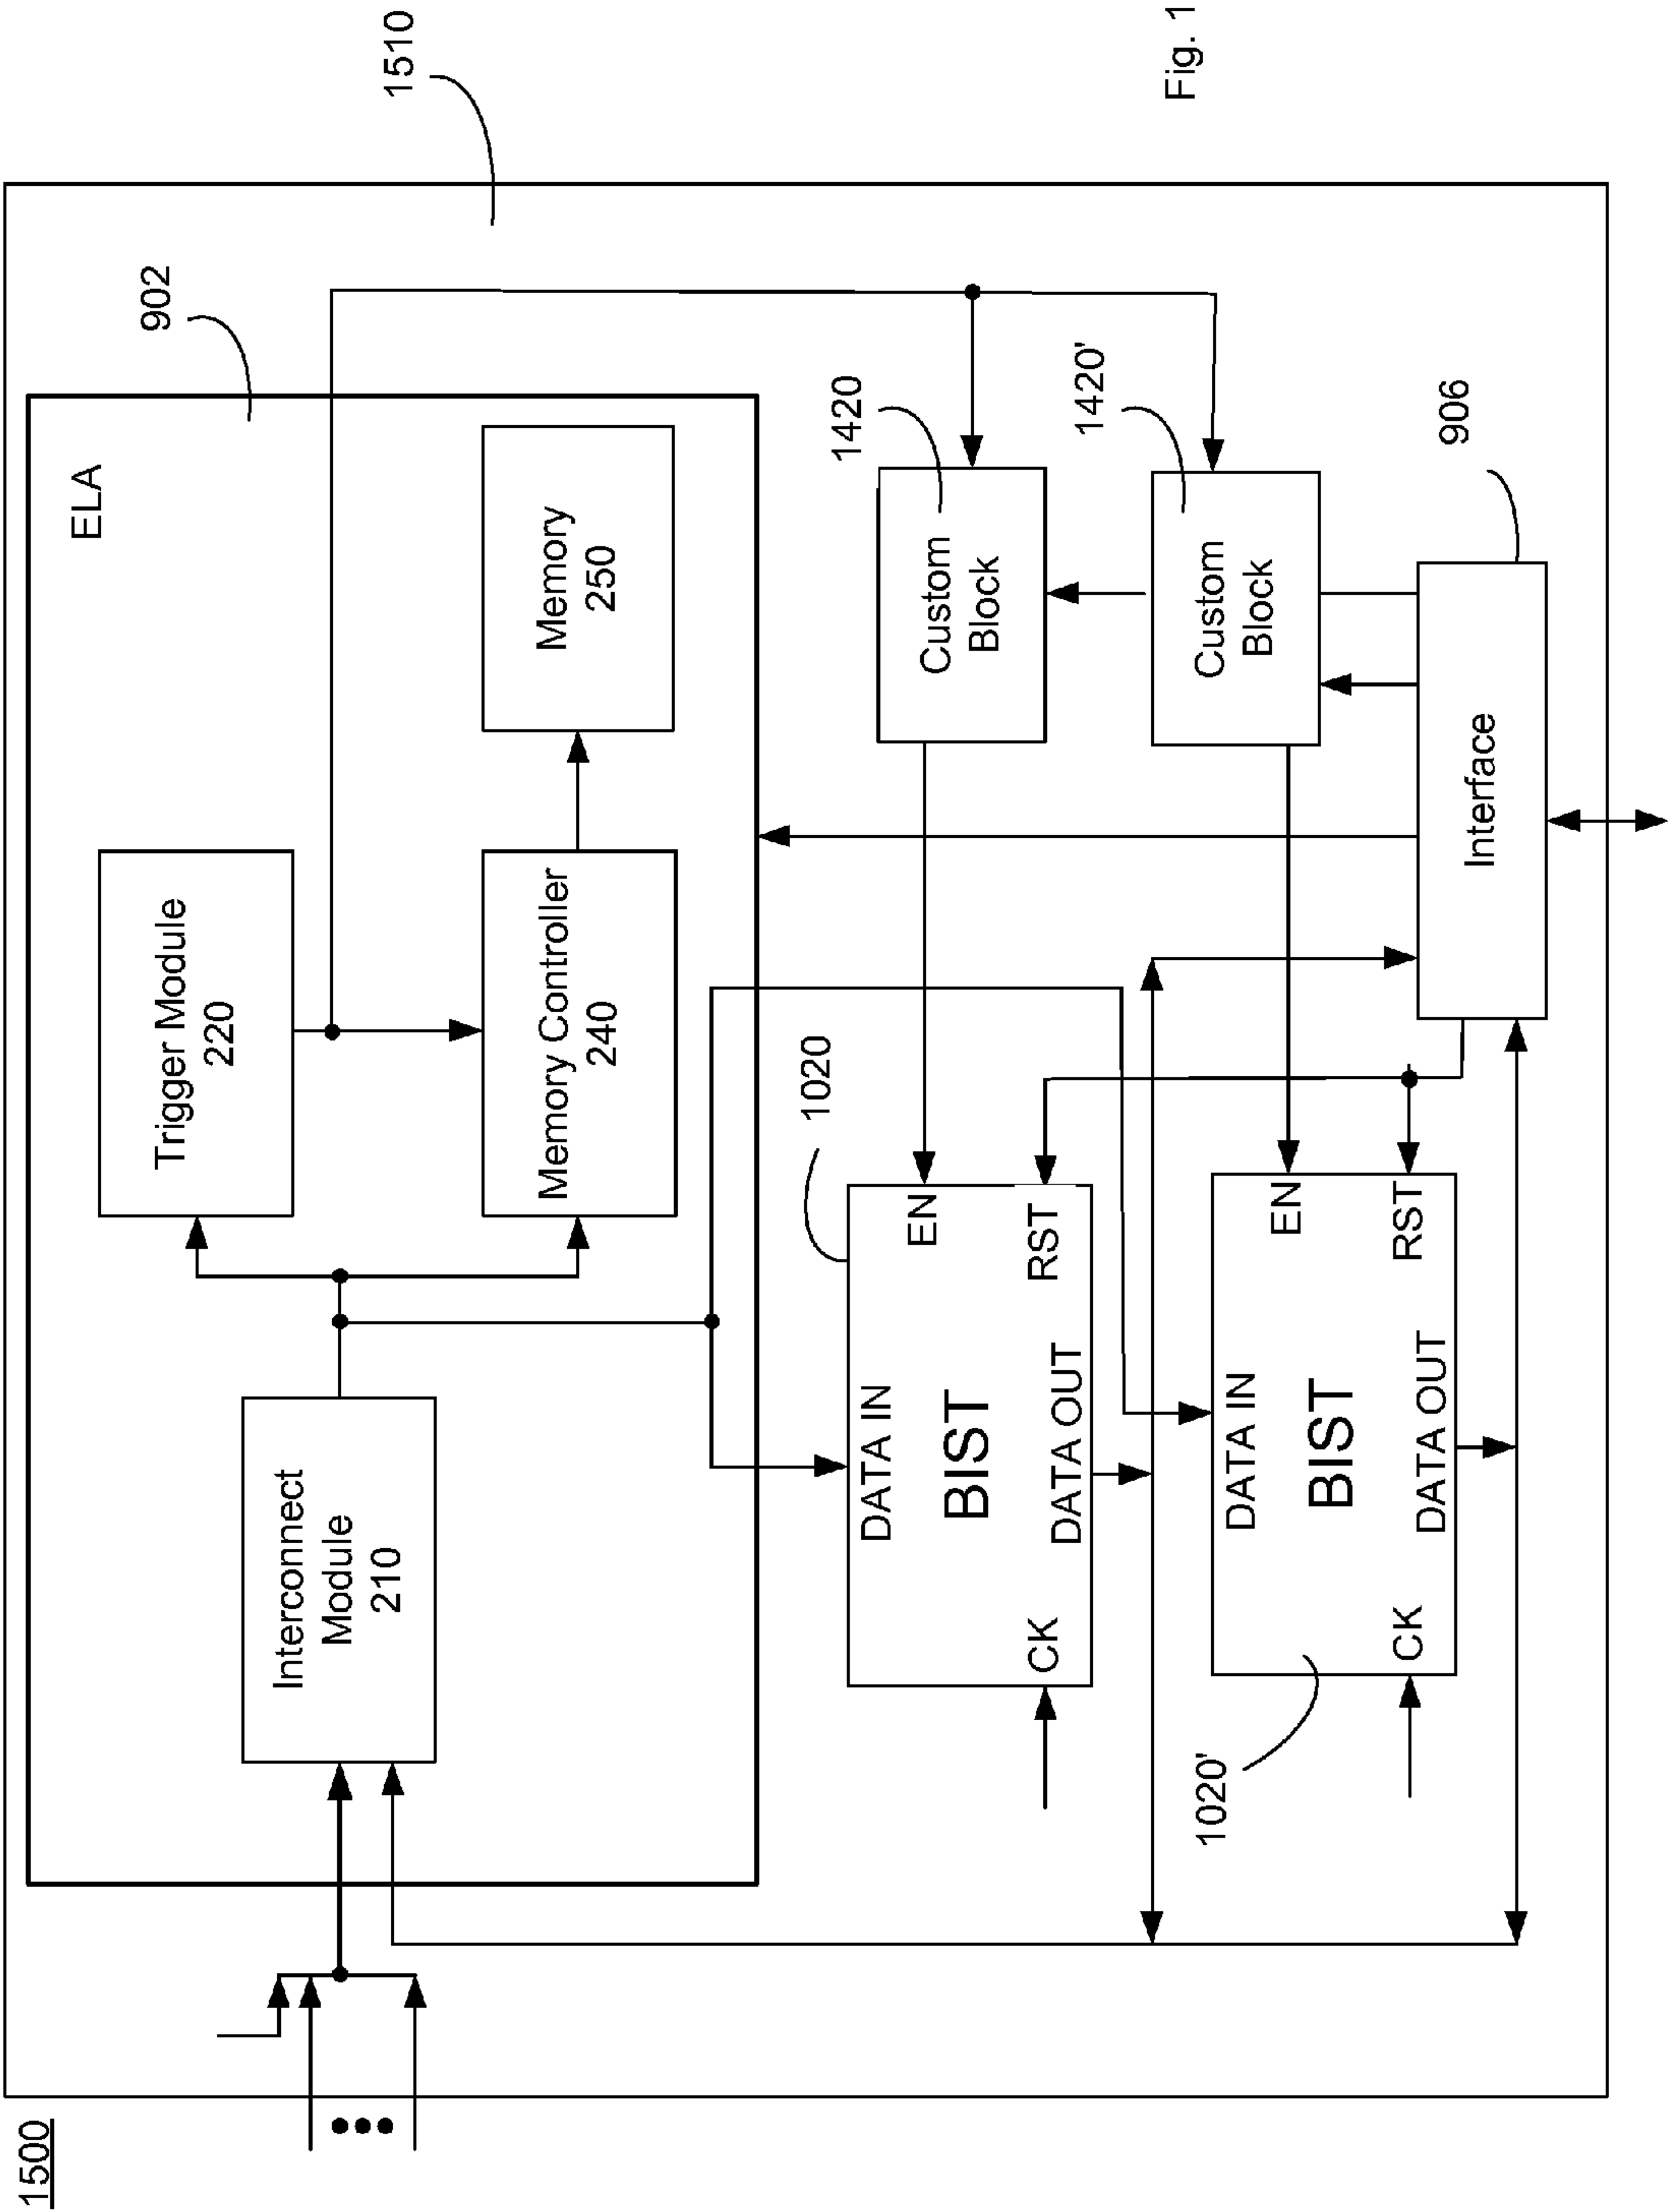 1500
1510
902
ELA
Interconnect
Module
210
Trigger Module
220
Memory Controller
240
Memory
250
1020
DATA IN
EN
BIST
RST
DATA OUT
CK
1420
Custom
Block
1020'
DATA IN
EN
BIST
RST
DATA OUT
CK
1420'
Custom
Block
906
Interface
Fig. 1